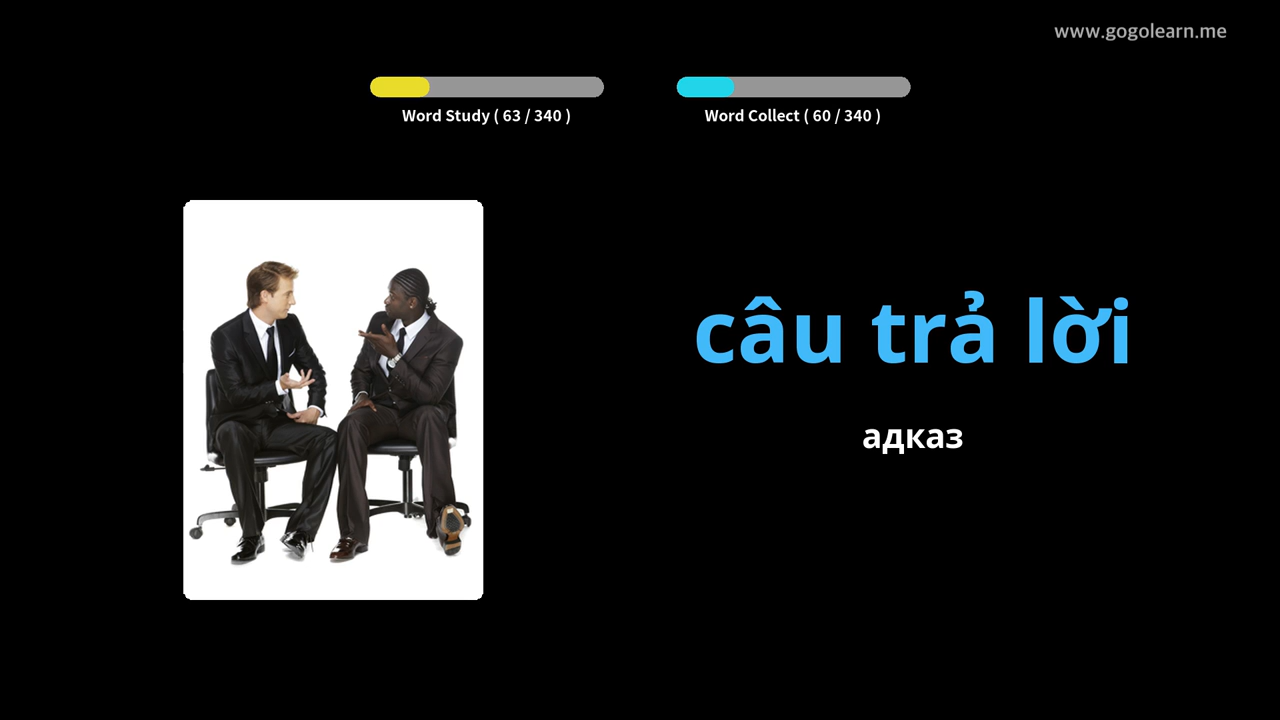 www.gogolearn.me
Word Study ( 63 / 340 )
Word Collect ( 60 / 340 )
câu trả lời
адказ